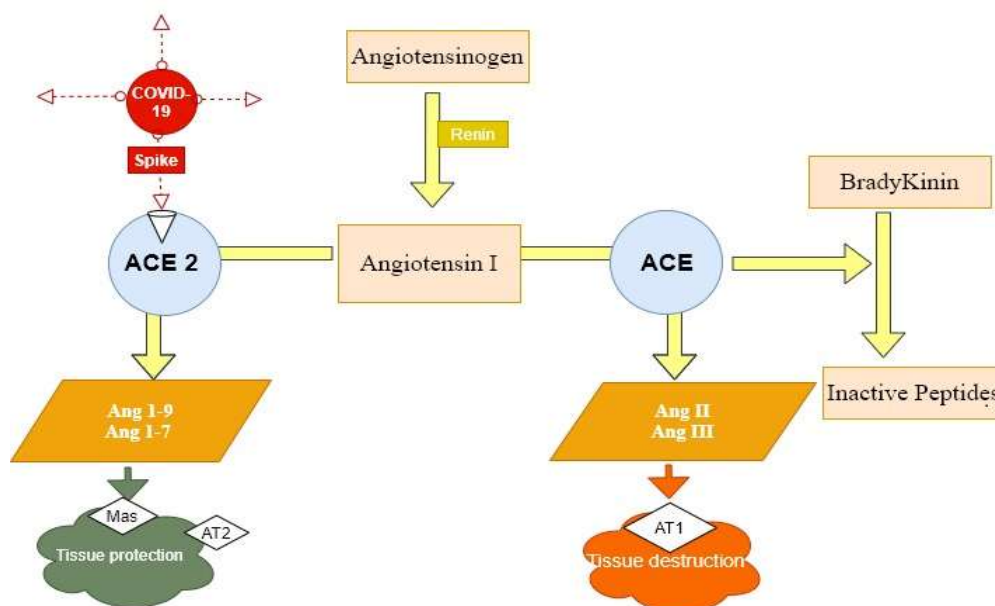 Angiotensinogen
COVID-
19
Renin
Spike
BradyKinin
ACE 2
Angiotensin I
ACE
Ang 1-9
Ang 1-7
Ang II
Ang III
Inactive Peptides
Mas
AT2
Tissue protection
AT1
Tissue destruction